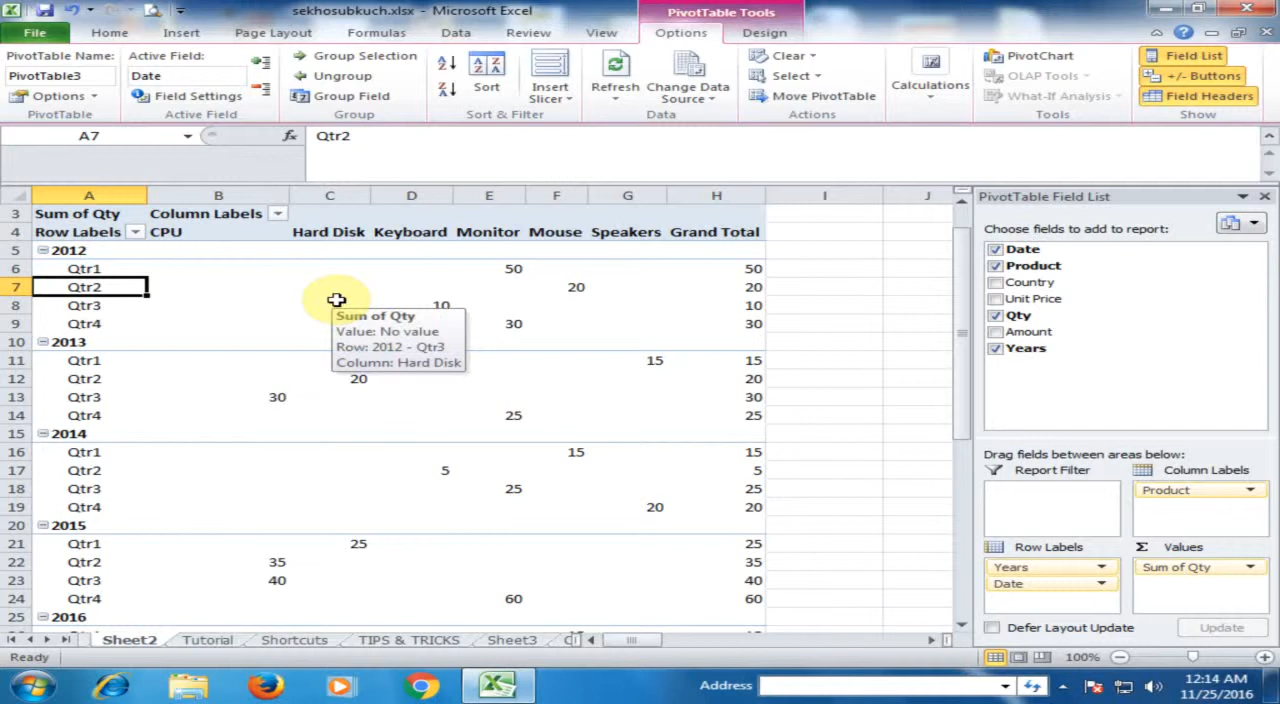 sekhosubkuch.xlsx - Microsoft Excel
PivotTable Tools
File Home Insert Page Layout Formulas Data Review View Options Design
PivotTable Name: Active Field:
PivotTable3 Date
Options Field Settings
PivotTable Active Field
Group Selection
Ungroup
Group Field
Group
Sort
Insert Slicer
Sort & Filter
Refresh Change Data Source
Data
Clear
Select
Move PivotTable
Actions
Calculations
PivotChart
OLAP Tools
What-If Analysis
Tools
Field List
+/- Buttons
Field Headers
Show
A7 fx Qtr2
A B C D E F G H I J
3 Sum of Qty Column Labels
4 Row Labels CPU Hard Disk Keyboard Monitor Mouse Speakers Grand Total
5 2012
6 Qtr1 50 50
7 Qtr2 20 20
8 Qtr3 10 10
9 Qtr4 30 30
10 2013
11 Qtr1 15 15
12 Qtr2 20 20
13 Qtr3 30 30
14 Qtr4 25 25
15 2014
16 Qtr1 15 15
17 Qtr2 5 5
18 Qtr3 25 25
19 Qtr4 20 20
20 2015
21 Qtr1 25 25
22 Qtr2 35 35
23 Qtr3 40 40
24 Qtr4 60 60
25 2016
Sum of Qty
Value: No value
Row: 2012 - Qtr3
Column: Hard Disk
PivotTable Field List
Choose fields to add to report:
Date
Product
Country
Unit Price
Qty
Amount
Years
Drag fields between areas below:
Report Filter Column Labels
Product
Row Labels Σ Values
Years Sum of Qty
Date
Defer Layout Update Update
Sheet2 Tutorial Shortcuts TIPS & TRICKS Sheet3
Ready 100%
Address
12:14 AM
11/25/2016